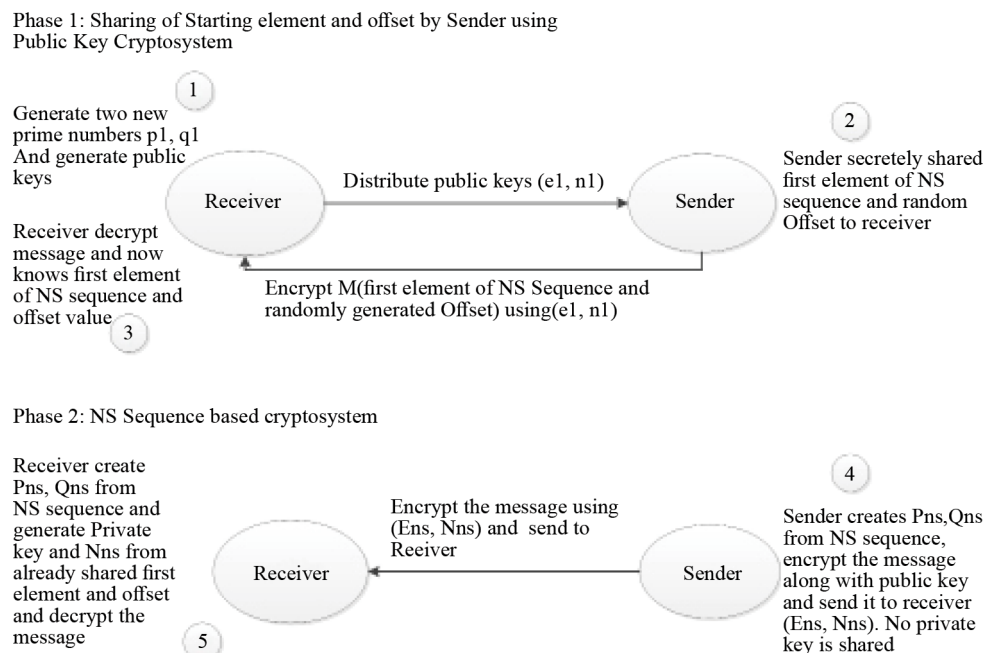 Phase 1: Sharing of Starting element and offset by Sender using
Public Key Cryptosystem
1
Generate two new
prime numbers p1, q1
And generate public
keys
Receiver
Distribute public keys (e1, n1)
Sender
2
Sender secretely shared
first element of NS
sequence and random
Offset to receiver
Receiver decrypt
message and now
knows first element
of NS sequence and
offset value
3
Encrypt M(first element of NS Sequence and
randomly generated Offset) using(e1, n1)
Phase 2: NS Sequence based cryptosystem
Receiver create
Pns, Qns from
NS sequence and
generate Private
key and Nns from
already shared first
element and offset
and decrypt the
message
5
Receiver
Encrypt the message using
(Ens, Nns) and send to
Reeiver
Sender
4
Sender creates Pns,Qns
from NS sequence,
encrypt the message
along with public key
and send it to receiver
(Ens, Nns). No private
key is shared